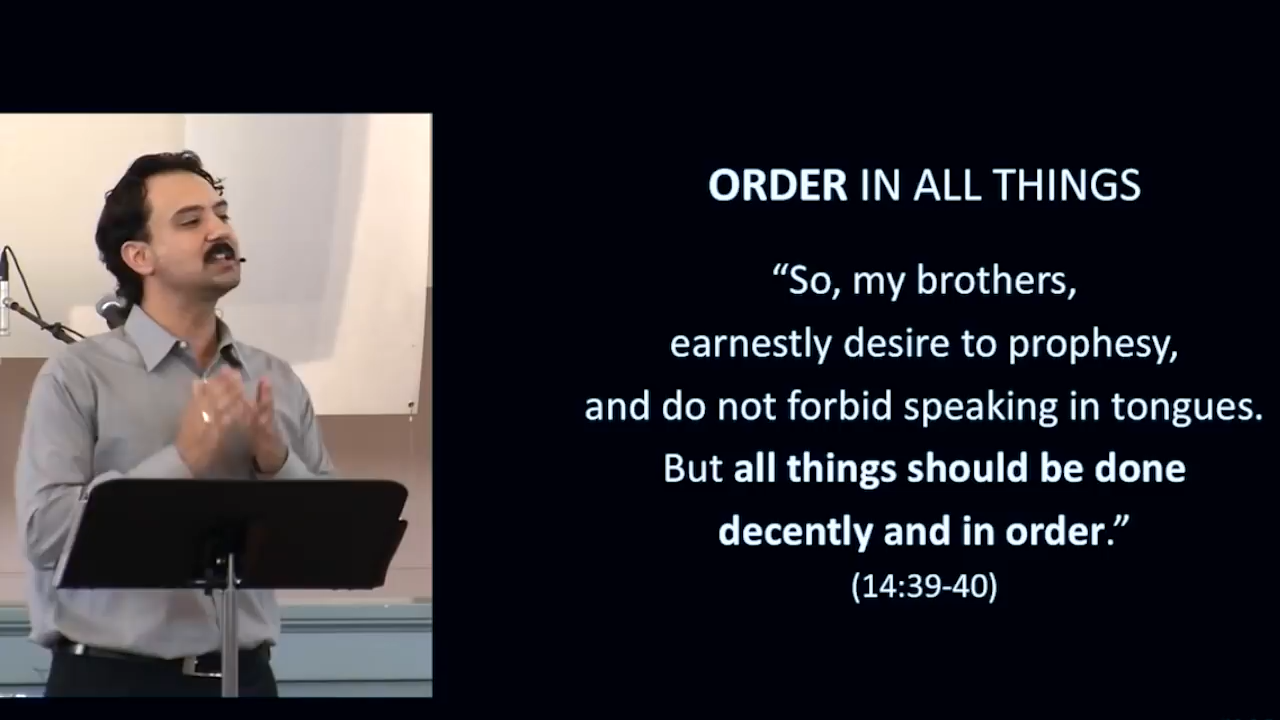 ORDER IN ALL THINGS
“So, my brothers,
earnestly desire to prophesy,
and do not forbid speaking in tongues.
But all things should be done
decently and in order.”
(14:39-40)